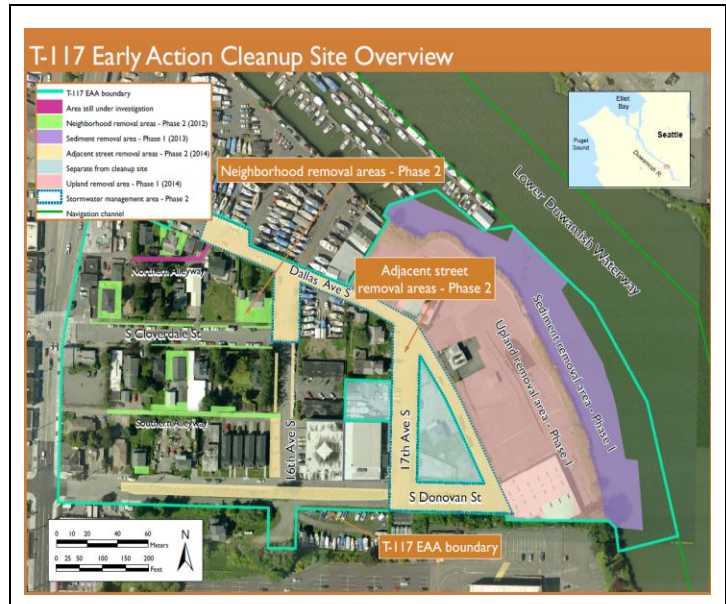 T-117 Early Action Cleanup Site Overview
T-117 EAA boundary
Area still under investigation
Neighborhood removal areas - Phase 2 (2012)
Sediment removal area - Phase 1 (2013)
Adjacent street removal areas - Phase 2 (2014)
Separate from cleanup site
Upland removal area - Phase 1 (2014)
Stormwater management area - Phase 2
Navigation channel
Elliot
Bay
Seattle
Puget
Sound
Duwamish R.
Neighborhood removal areas - Phase 2
Lower Duwamish Waterway
Northern Alleyway
Dallas Ave S
Adjacent street
removal areas - Phase 2
Sediment removal area - Phase 1
Upland removal area - Phase 1
S Cloverdale St
Southern Alleyway
16th Ave S
17th Ave S
S Donovan St
T-117 EAA boundary
0 10 20 40 60
Meters
0 25 50 100 150 200
Feet
N